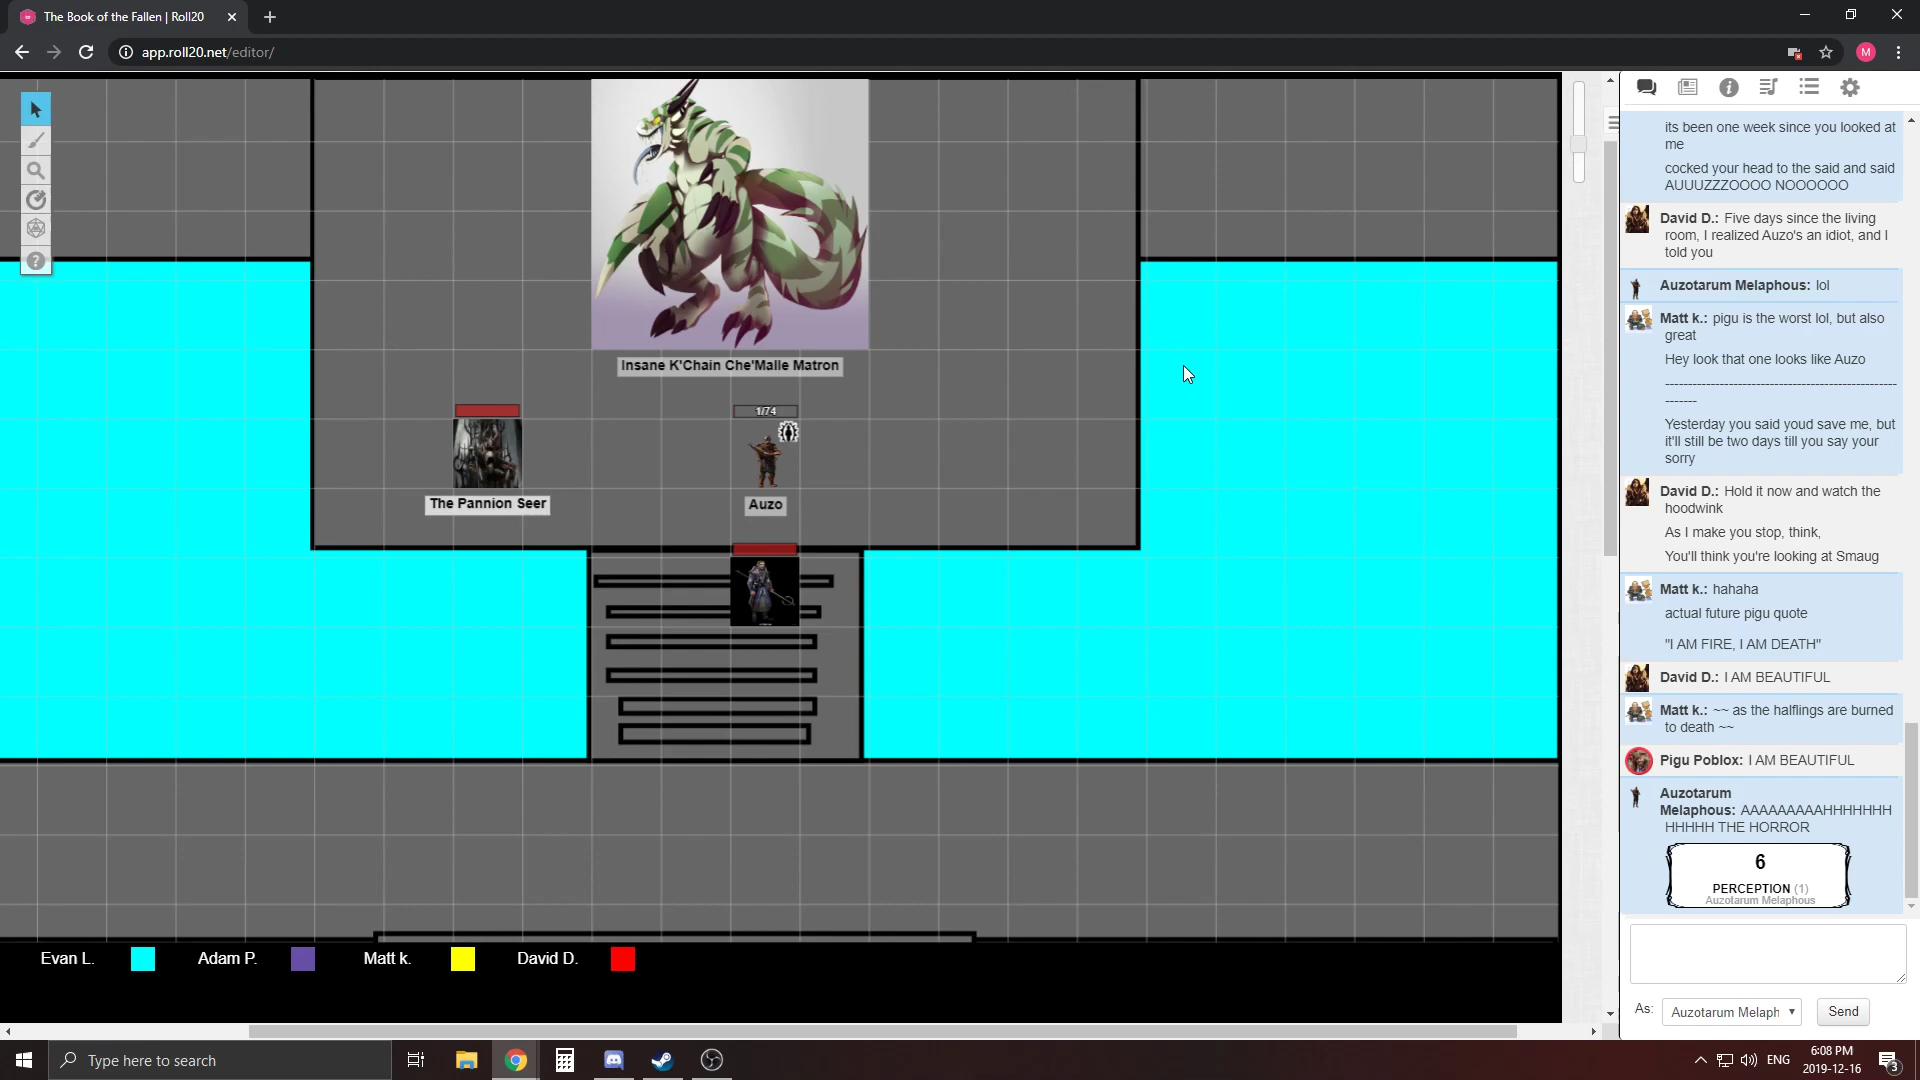 The Book of the Fallen | Roll20
app.roll20.net/editor/
M
Insane K'Chain Che'Malle Matron
1/74
The Pannion Seer
Auzo
Evan L.
Adam P.
Matt k.
David D.
its been one week since you looked at
me
cocked your head to the said and said
AUUUZZZOOOO NOOOOOO
David D.: Five days since the living
room, I realized Auzo's an idiot, and I
told you
Auzotarum Melaphous: lol
Matt k.: pigu is the worst lol, but also
great
Hey look that one looks like Auzo
----------------------------------------------------
-------
Yesterday you said youd save me, but
it'll still be two days till you say your
sorry
David D.: Hold it now and watch the
hoodwink
As I make you stop, think,
You'll think you're looking at Smaug
Matt k.: hahaha
actual future pigu quote
"I AM FIRE, I AM DEATH"
David D.: I AM BEAUTIFUL
Matt k.: ~~ as the halflings are burned
to death ~~
Pigu Poblox: I AM BEAUTIFUL
Auzotarum
Melaphous: AAAAAAAAAHHHHHHH
HHHHH THE HORROR
6
PERCEPTION (1)
Auzotarum Melaphous
As:
Auzotarum Melaph
Send
Type here to search
ENG
6:08 PM
2019-12-16
3